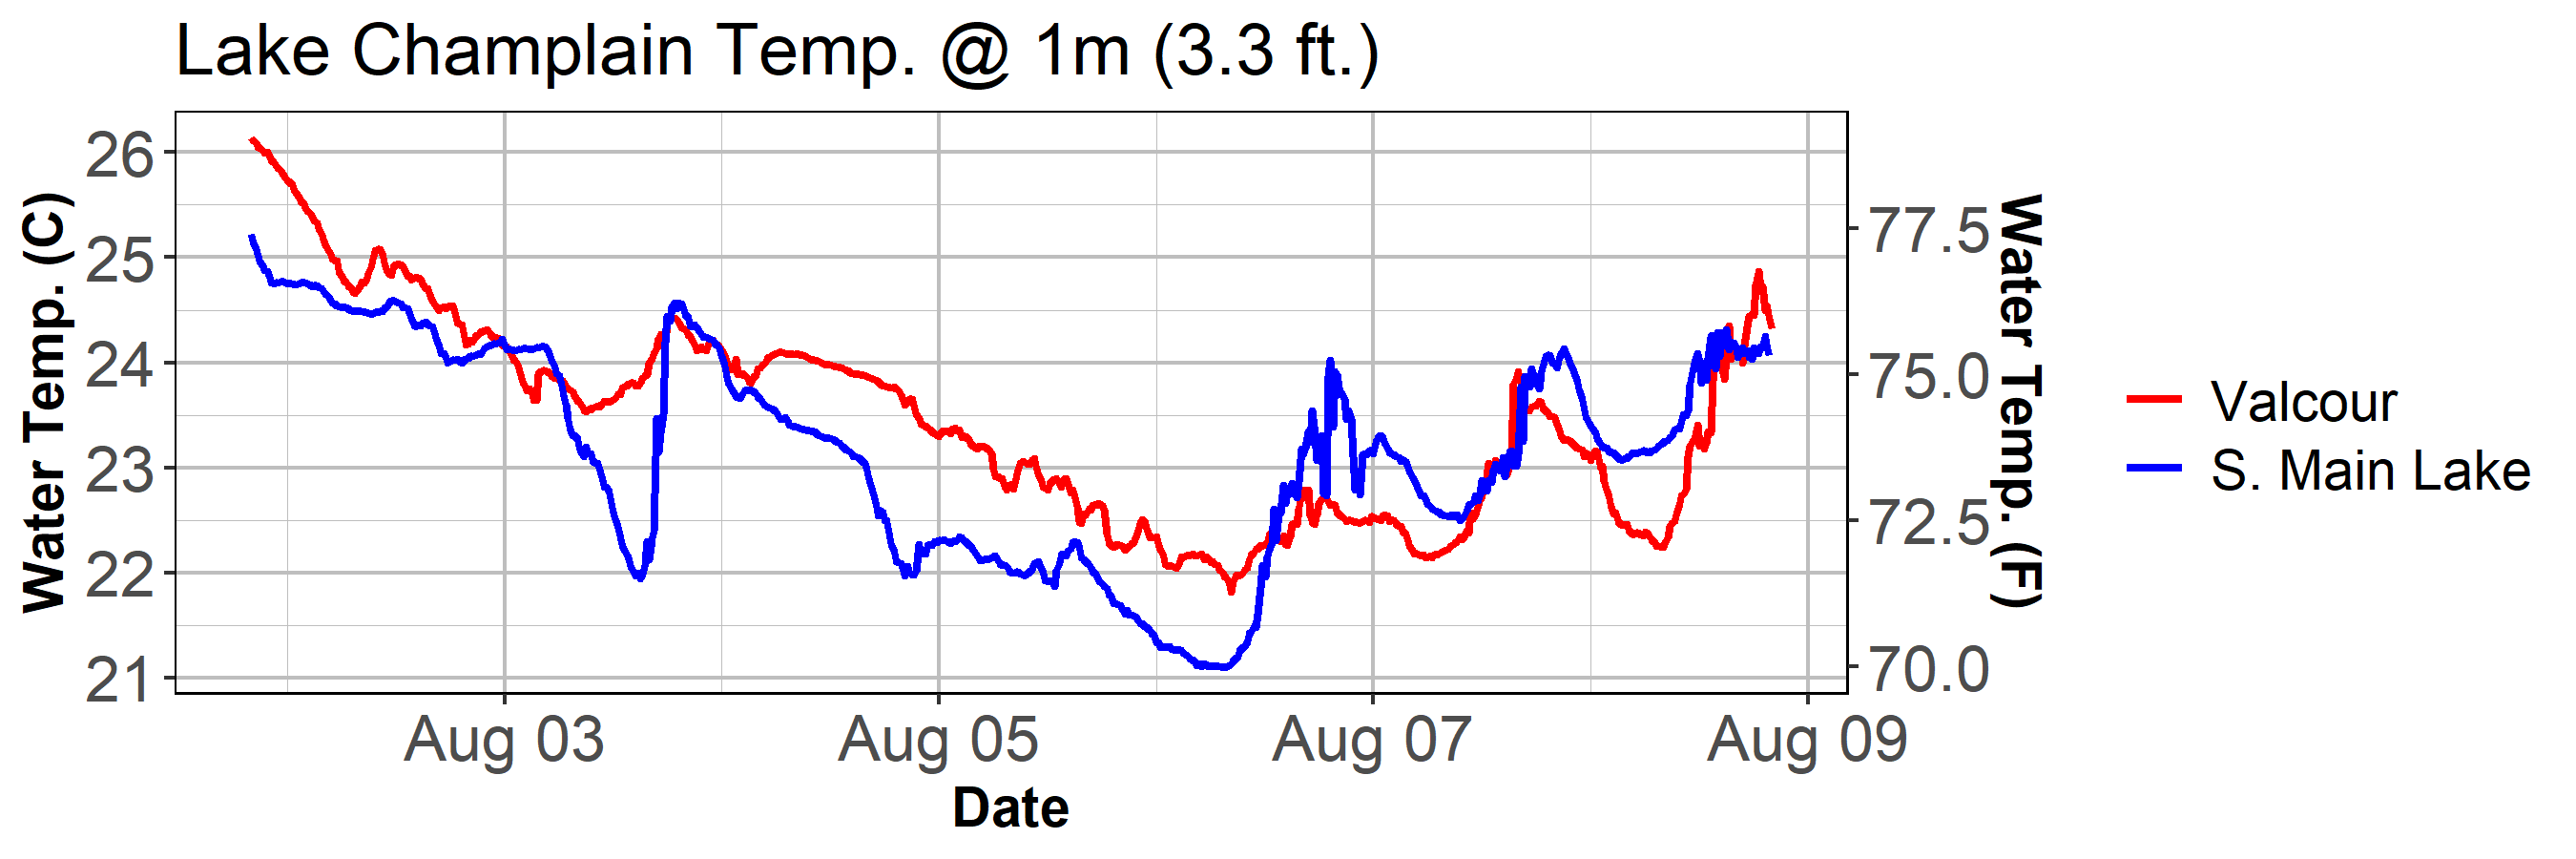 Lake Champlain Temp. @ 1m (3.3 ft.)
Water Temp. (C)
26
25
24
23
22
21
77.5
75.0
72.5
70.0
Water Temp. (F)
Aug 03 Aug 05 Aug 07 Aug 09
Date
Valcour
S. Main Lake